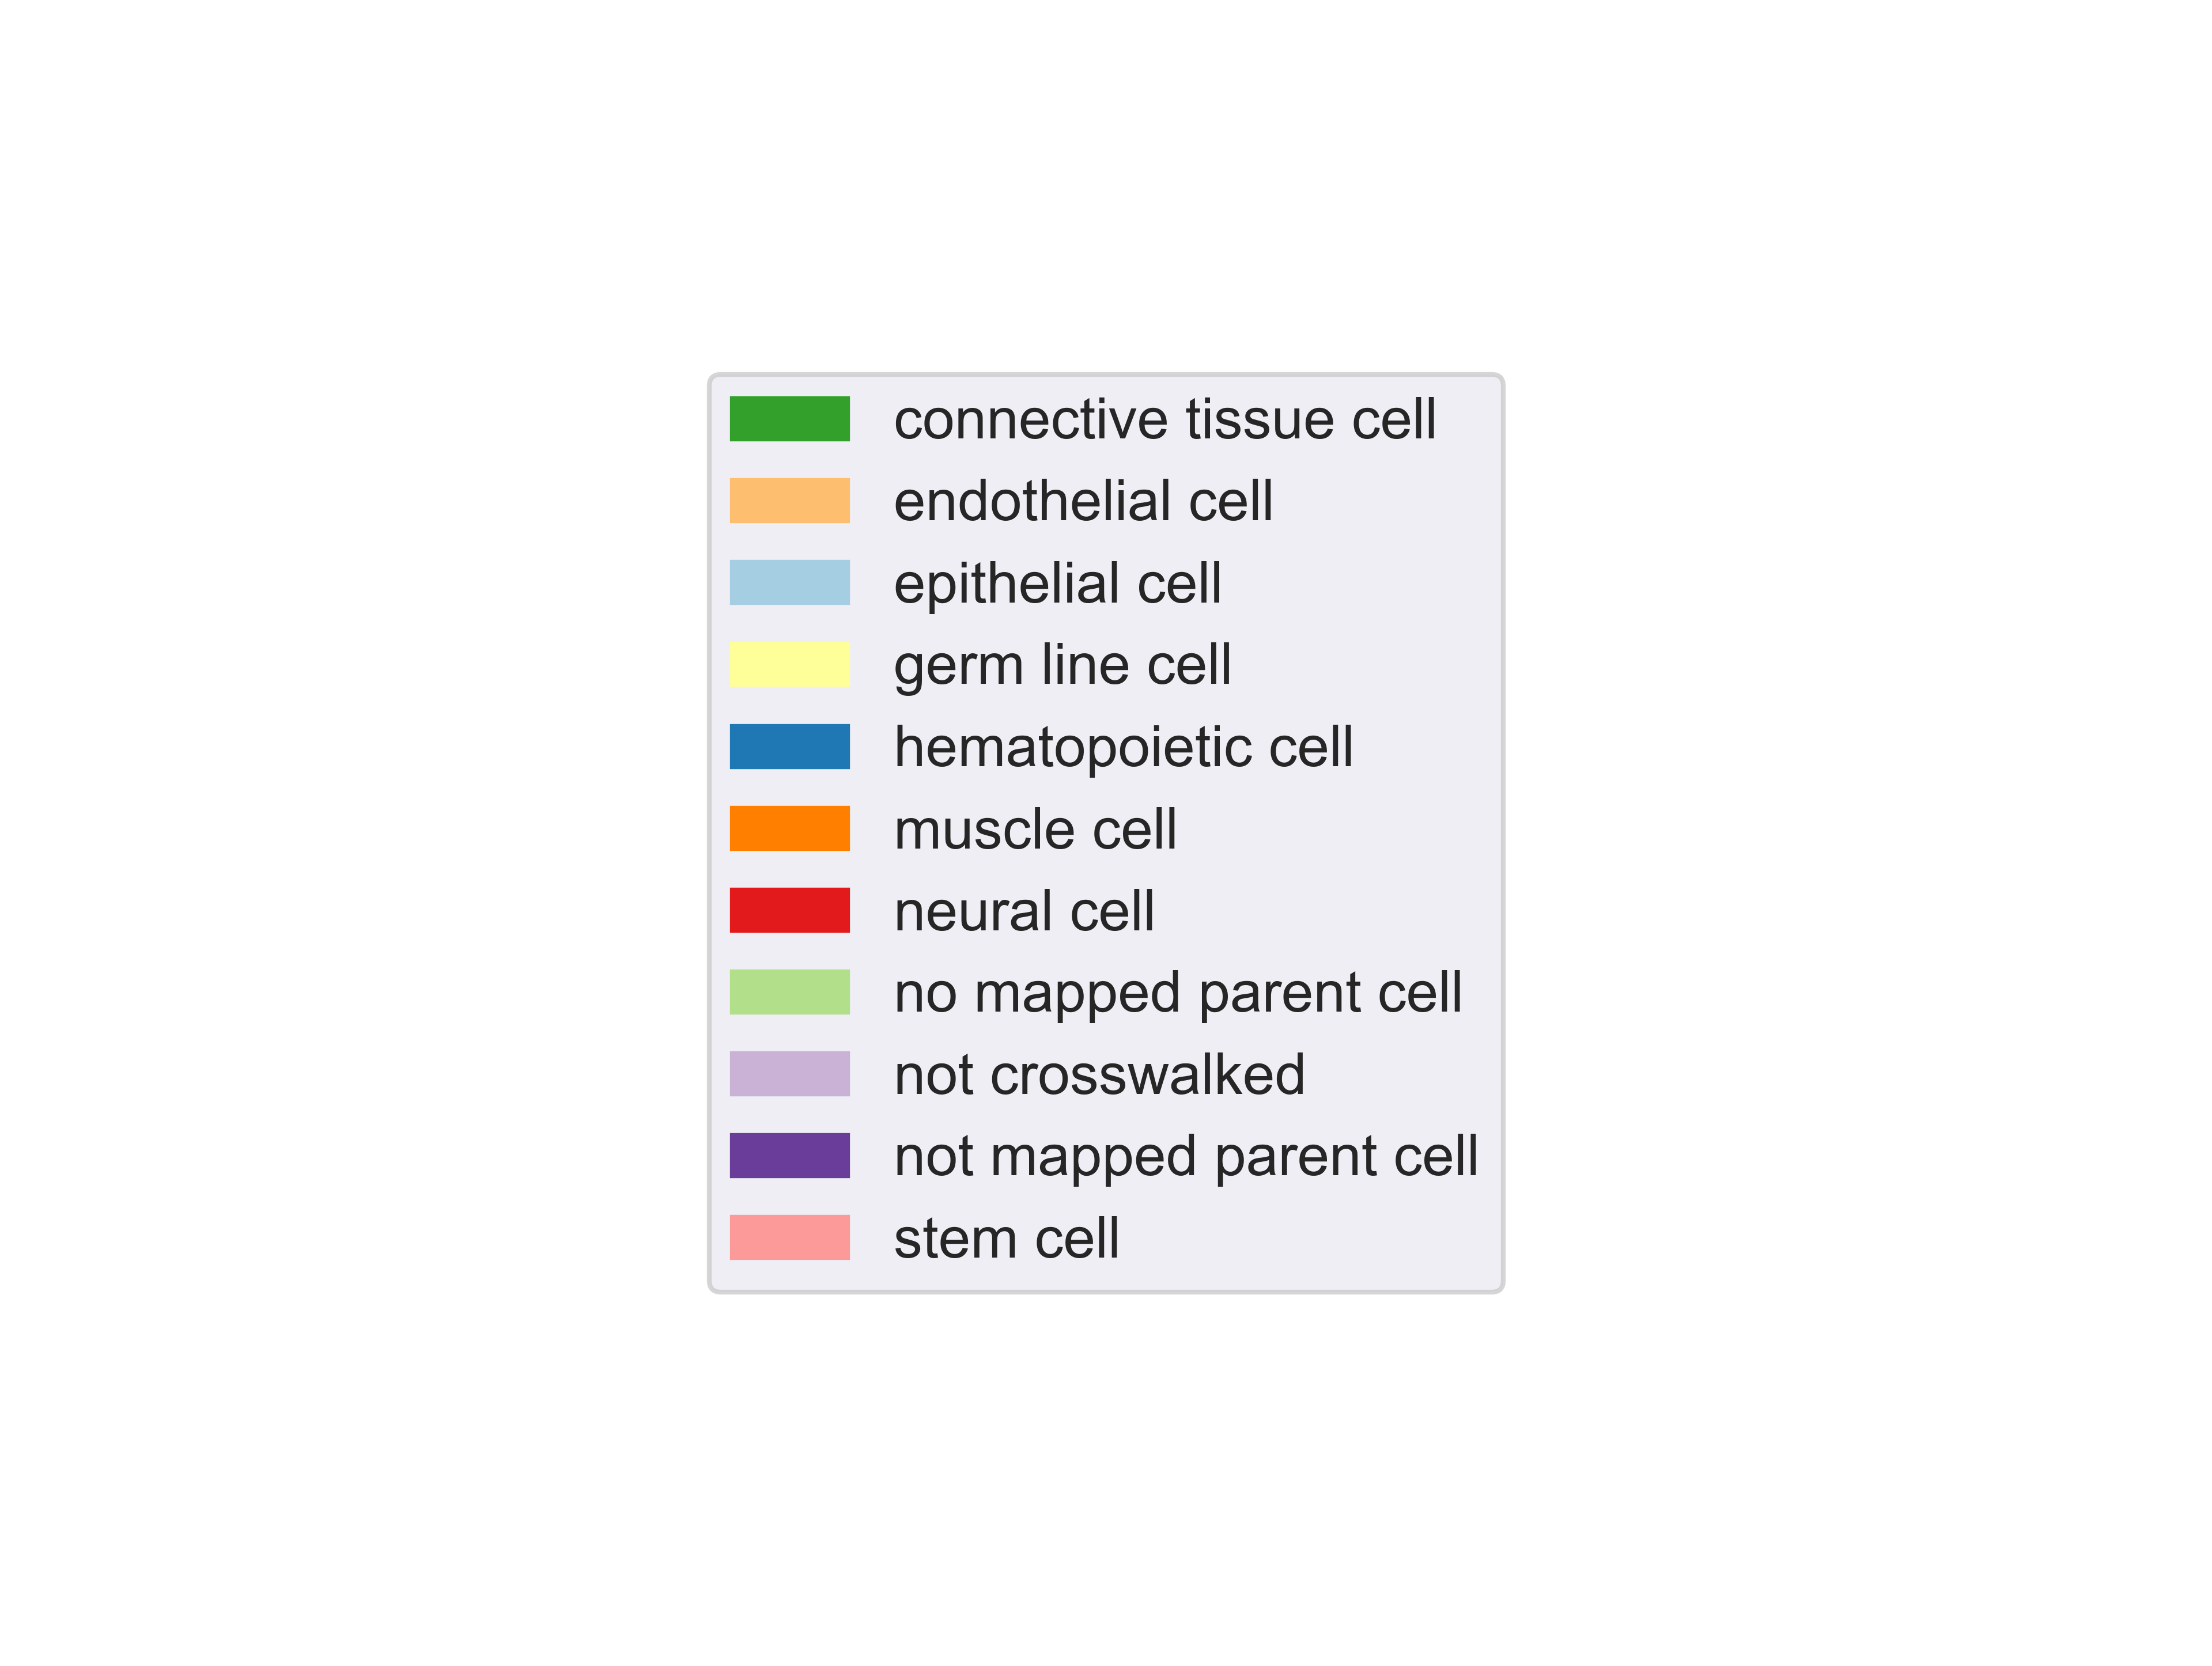 connective tissue cell
endothelial cell
epithelial cell
germ line cell
hematopoietic cell
muscle cell
neural cell
no mapped parent cell
not crosswalked
not mapped parent cell
stem cell